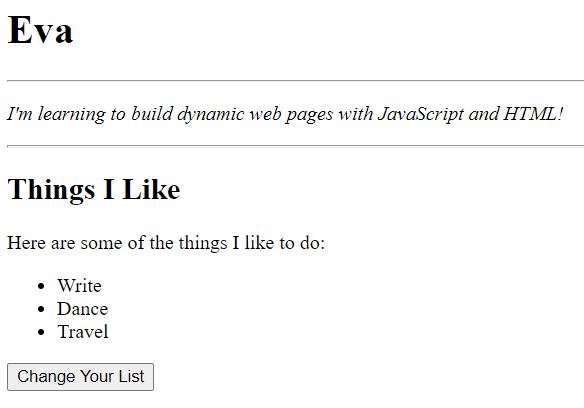 Eva
I'm learning to build dynamic web pages with JavaScript and HTML!
Things I Like
Here are some of the things I like to do:
Write
Dance
Travel
Change Your List